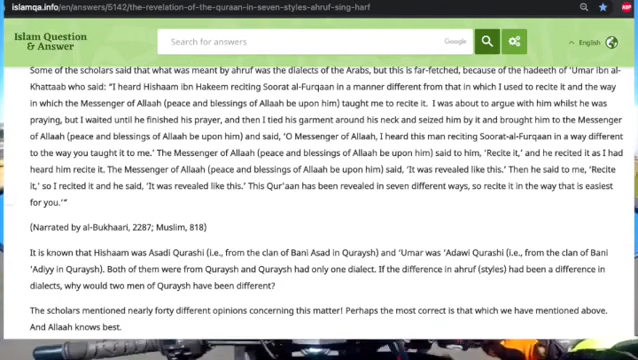 islamqa.info/en/answers/5142/the-revelation-of-the-quraan-in-seven-styles-ahruf-sing-harf
Islam Question
& Answer
Search for answers
Google
English
Some of the scholars said that what was meant by ahruf was the dialects of the Arabs, but this is far-fetched, because of the hadeeth of 'Umar ibn al-
Khattaab who said: "I heard Hishaam ibn Hakeem reciting Soorat al-Furqaan in a manner different from that in which I used to recite it and the way
in which the Messenger of Allaah (peace and blessings of Allaah be upon him) taught me to recite it.  I was about to argue with him whilst he was
praying, but I waited until he finished his prayer, and then I tied his garment around his neck and seized him by it and brought him to the Messenger
of Allaah (peace and blessings of Allaah be upon him) and said, 'O Messenger of Allaah, I heard this man reciting Soorat-al-Furqaan in a way different
to the way you taught it to me.' The Messenger of Allaah (peace and blessings of Allaah be upon him) said to him, 'Recite it,' and he recited it as I had
heard him recite it. The Messenger of Allaah (peace and blessings of Allaah be upon him) said, 'It was revealed like this.' Then he said to me, 'Recite
it,' so I recited it and he said, 'It was revealed like this.' This Qur'aan has been revealed in seven different ways, so recite it in the way that is easiest
for you.'"
(Narrated by al-Bukhaari, 2287; Muslim, 818)
It is known that Hishaam was Asadi Qurashi (i.e., from the clan of Bani Asad in Quraysh) and 'Umar was 'Adawi Qurashi (i.e., from the clan of Bani
'Adiyy in Quraysh). Both of them were from Quraysh and Quraysh had only one dialect. If the difference in ahruf (styles) had been a difference in
dialects, why would two men of Quraysh have been different?
The scholars mentioned nearly forty different opinions concerning this matter! Perhaps the most correct is that which we have mentioned above.
And Allaah knows best.